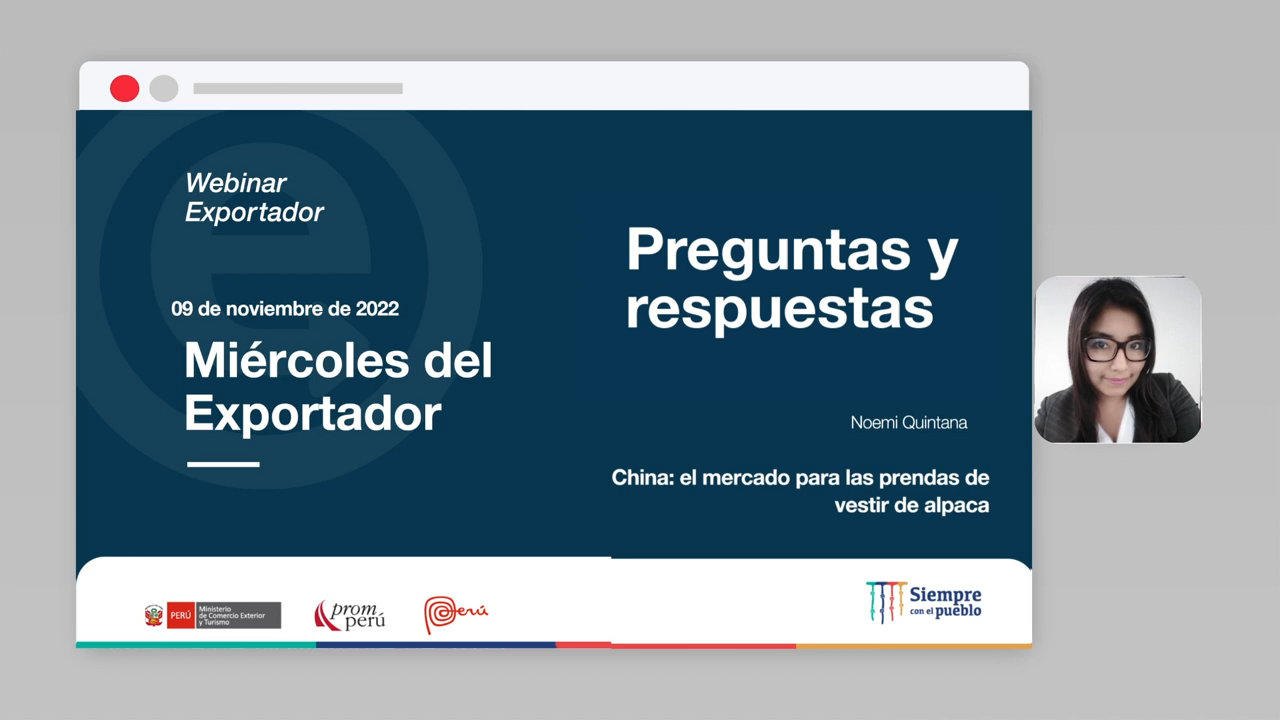 Webinar
Exportador
09 de noviembre de 2022
Miércoles del
Exportador
Preguntas y
respuestas
Noemi Quintana
China: el mercado para las prendas de
vestir de alpaca
PERÚ
Ministerio
de Comercio Exterior
y Turismo
prom
perú
Perú
Siempre
con el pueblo